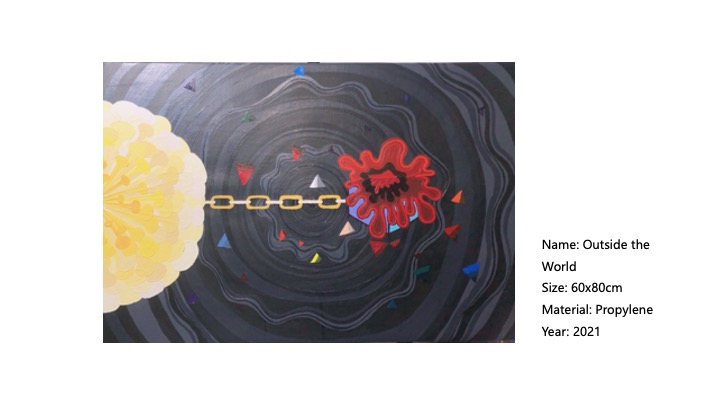 Name: Outside the
World
Size: 60x80cm
Material: Propylene
Year: 2021